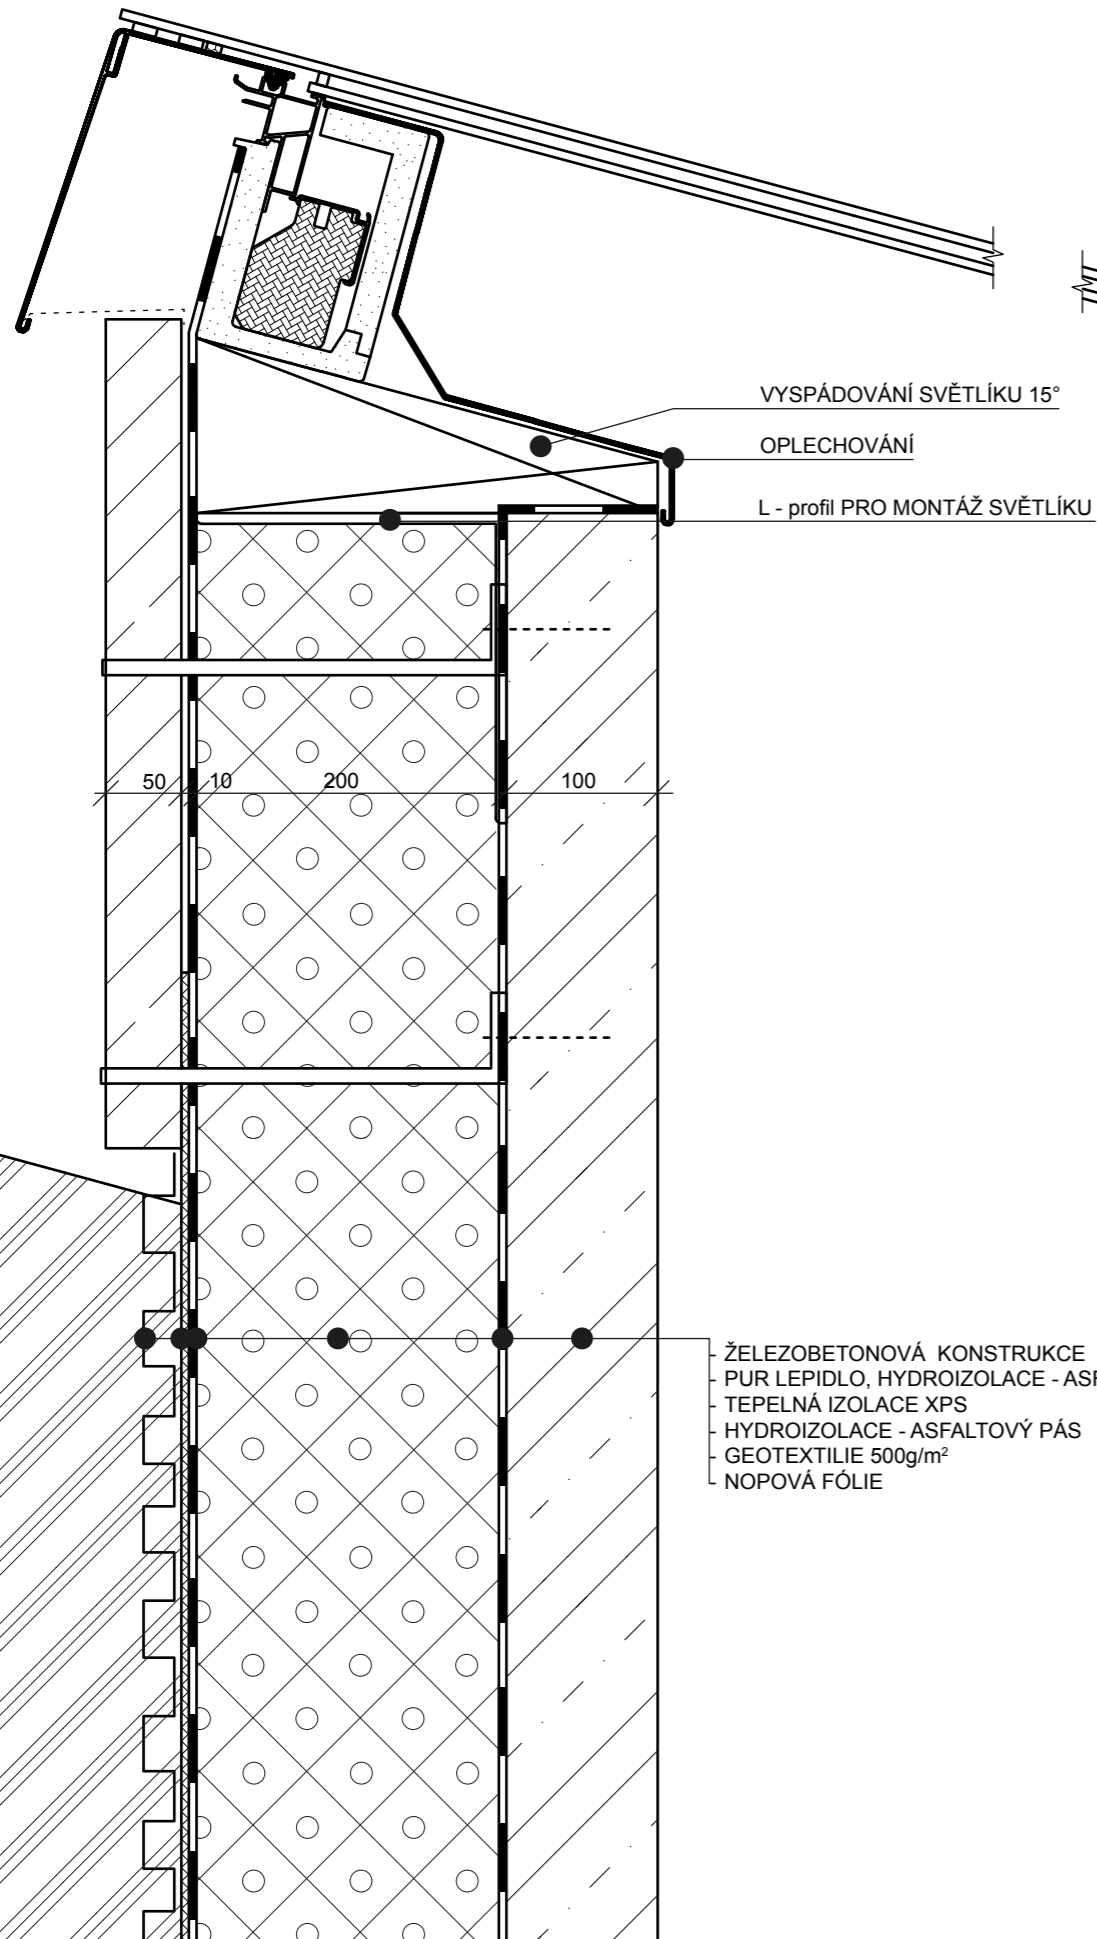 VYSPÁDOVÁNÍ SVĚTLÍKU 15°
OPLECHOVÁNÍ
L - profil PRO MONTÁŽ SVĚTLÍKU
50 10 200 100
- ŽELEZOBETONOVÁ KONSTRUKCE
- PUR LEPIDLO, HYDROIZOLACE - ASF
- TEPELNÁ IZOLACE XPS
- HYDROIZOLACE - ASFALTOVÝ PÁS
- GEOTEXTILIE 500g/m²
- NOPOVÁ FÓLIE